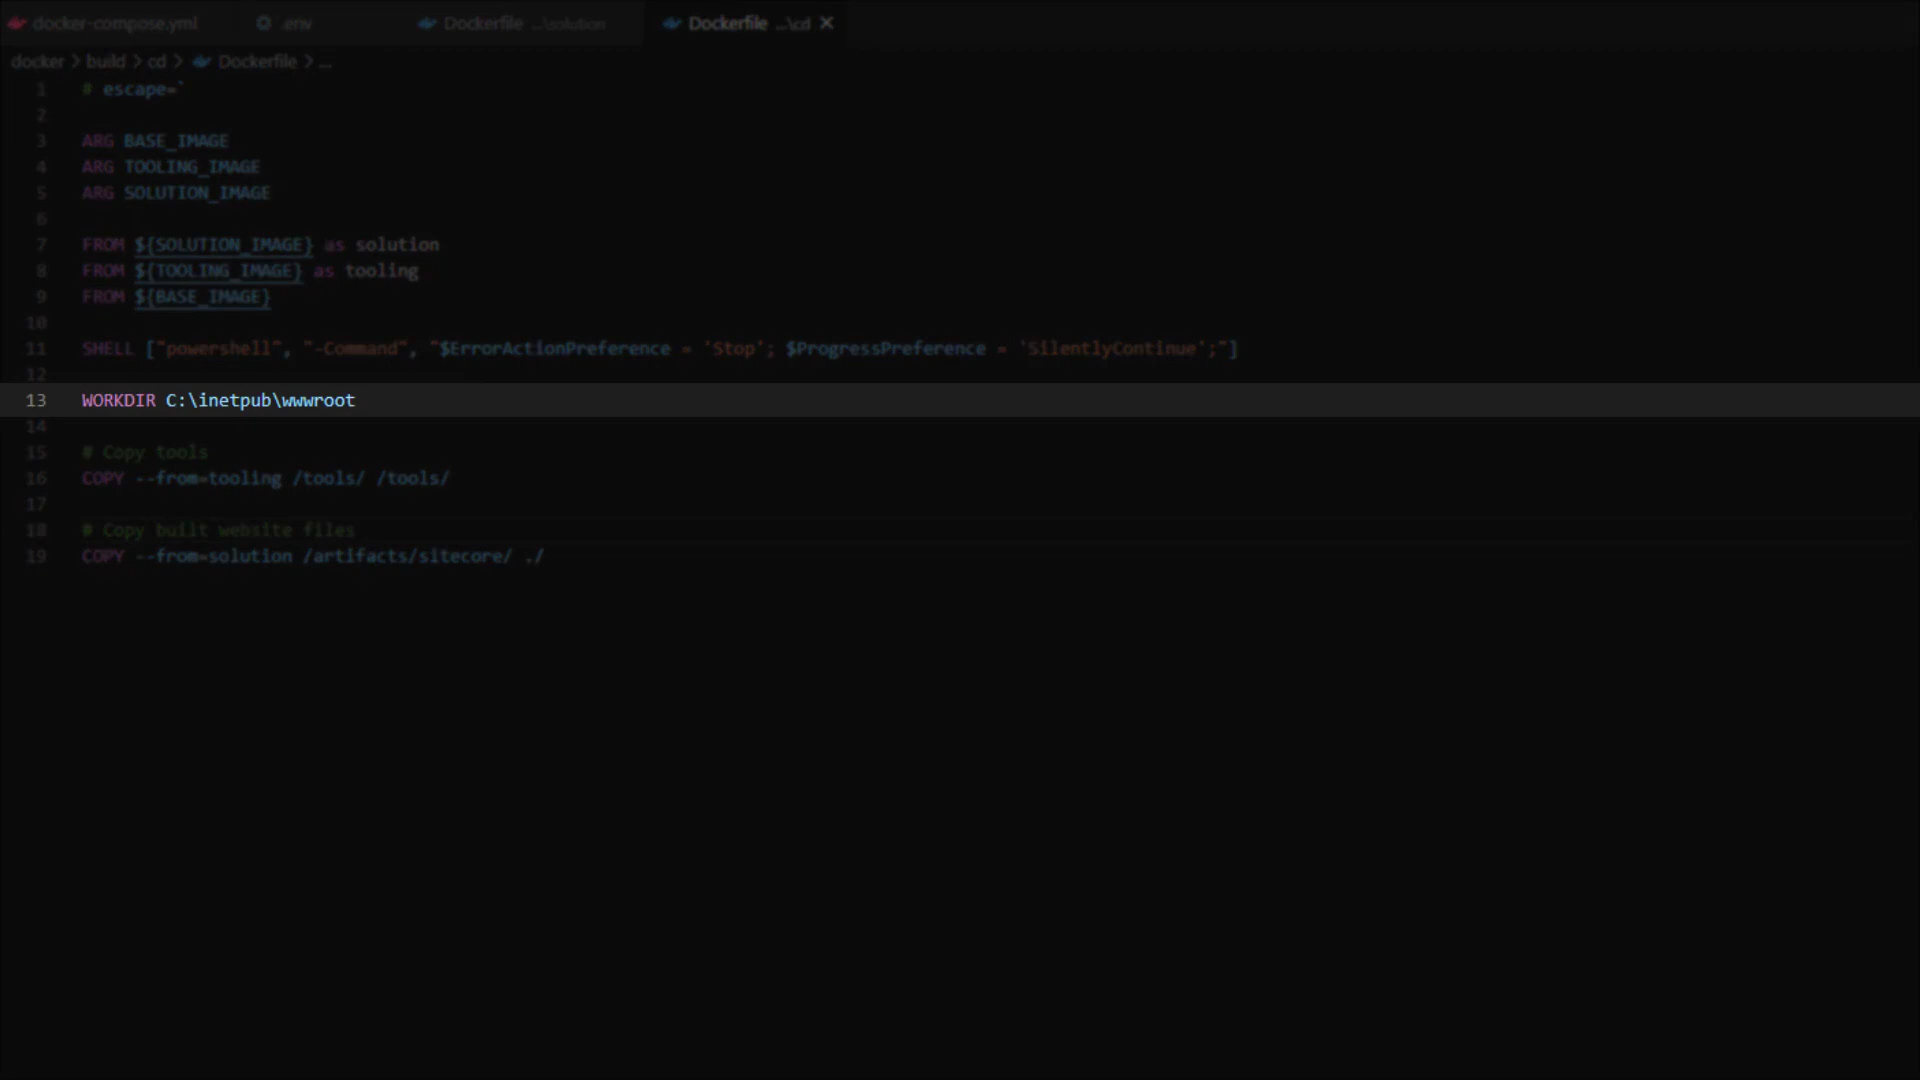 docker-compose.yml .env Dockerfile ...\solution Dockerfile ...\cd
docker > build > cd > Dockerfile > ...
1 # escape=`
2
3 ARG BASE_IMAGE
4 ARG TOOLING_IMAGE
5 ARG SOLUTION_IMAGE
6
7 FROM ${SOLUTION_IMAGE} as solution
8 FROM ${TOOLING_IMAGE} as tooling
9 FROM ${BASE_IMAGE}
10
11 SHELL ["powershell", "-Command", "$ErrorActionPreference = 'Stop'; $ProgressPreference = 'SilentlyContinue';"]
12
13 WORKDIR C:\inetpub\wwwroot
14
15 # Copy tools
16 COPY --from=tooling /tools/ /tools/
17
18 # Copy built website files
19 COPY --from=solution /artifacts/sitecore/ ./